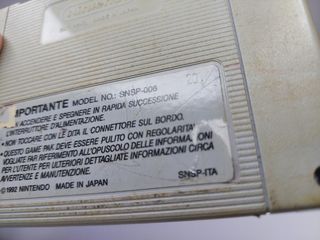 IMPORTANTE MODEL NO.: SNSP-006
ACCENDERE E SPEGNERE IN RAPIDA SUCCESSIONE
L'INTERRUTTORE D'ALIMENTAZIONE.
• NON TOCCARE CON LE DITA IL CONNETTORE SUL BORDO.
• QUESTO GAME PAK DEVE ESSERE PULITO CON REGOLARITA'
VOGLIATE FAR RIFERIMENTO ALL'OPUSCOLO DELLE INFORMAZIONI
PER L'UTENTE PER ULTERIORI DETTAGLIATE INFORMAZIONI CIRCA
AVVERTENZE E MANUTENZIONE.
©1992 NINTENDO MADE IN JAPAN SNSP-ITA